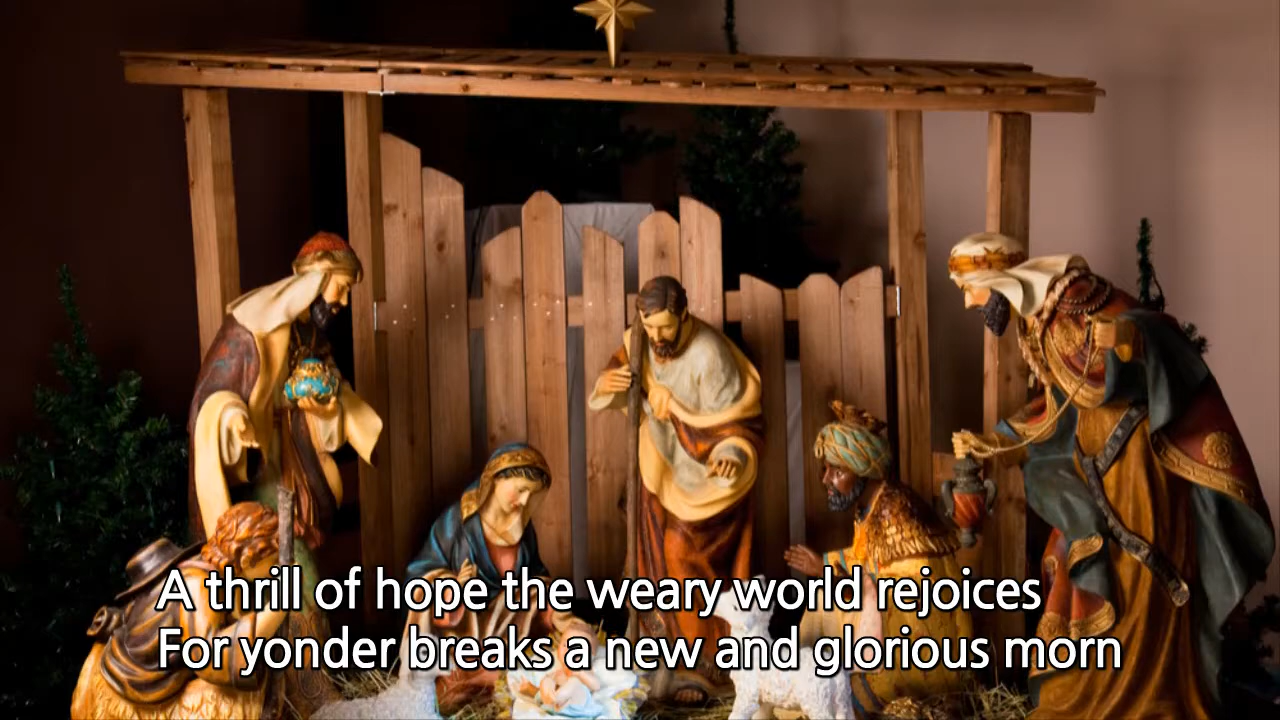 A thrill of hope the weary world rejoices
For yonder breaks a new and glorious morn